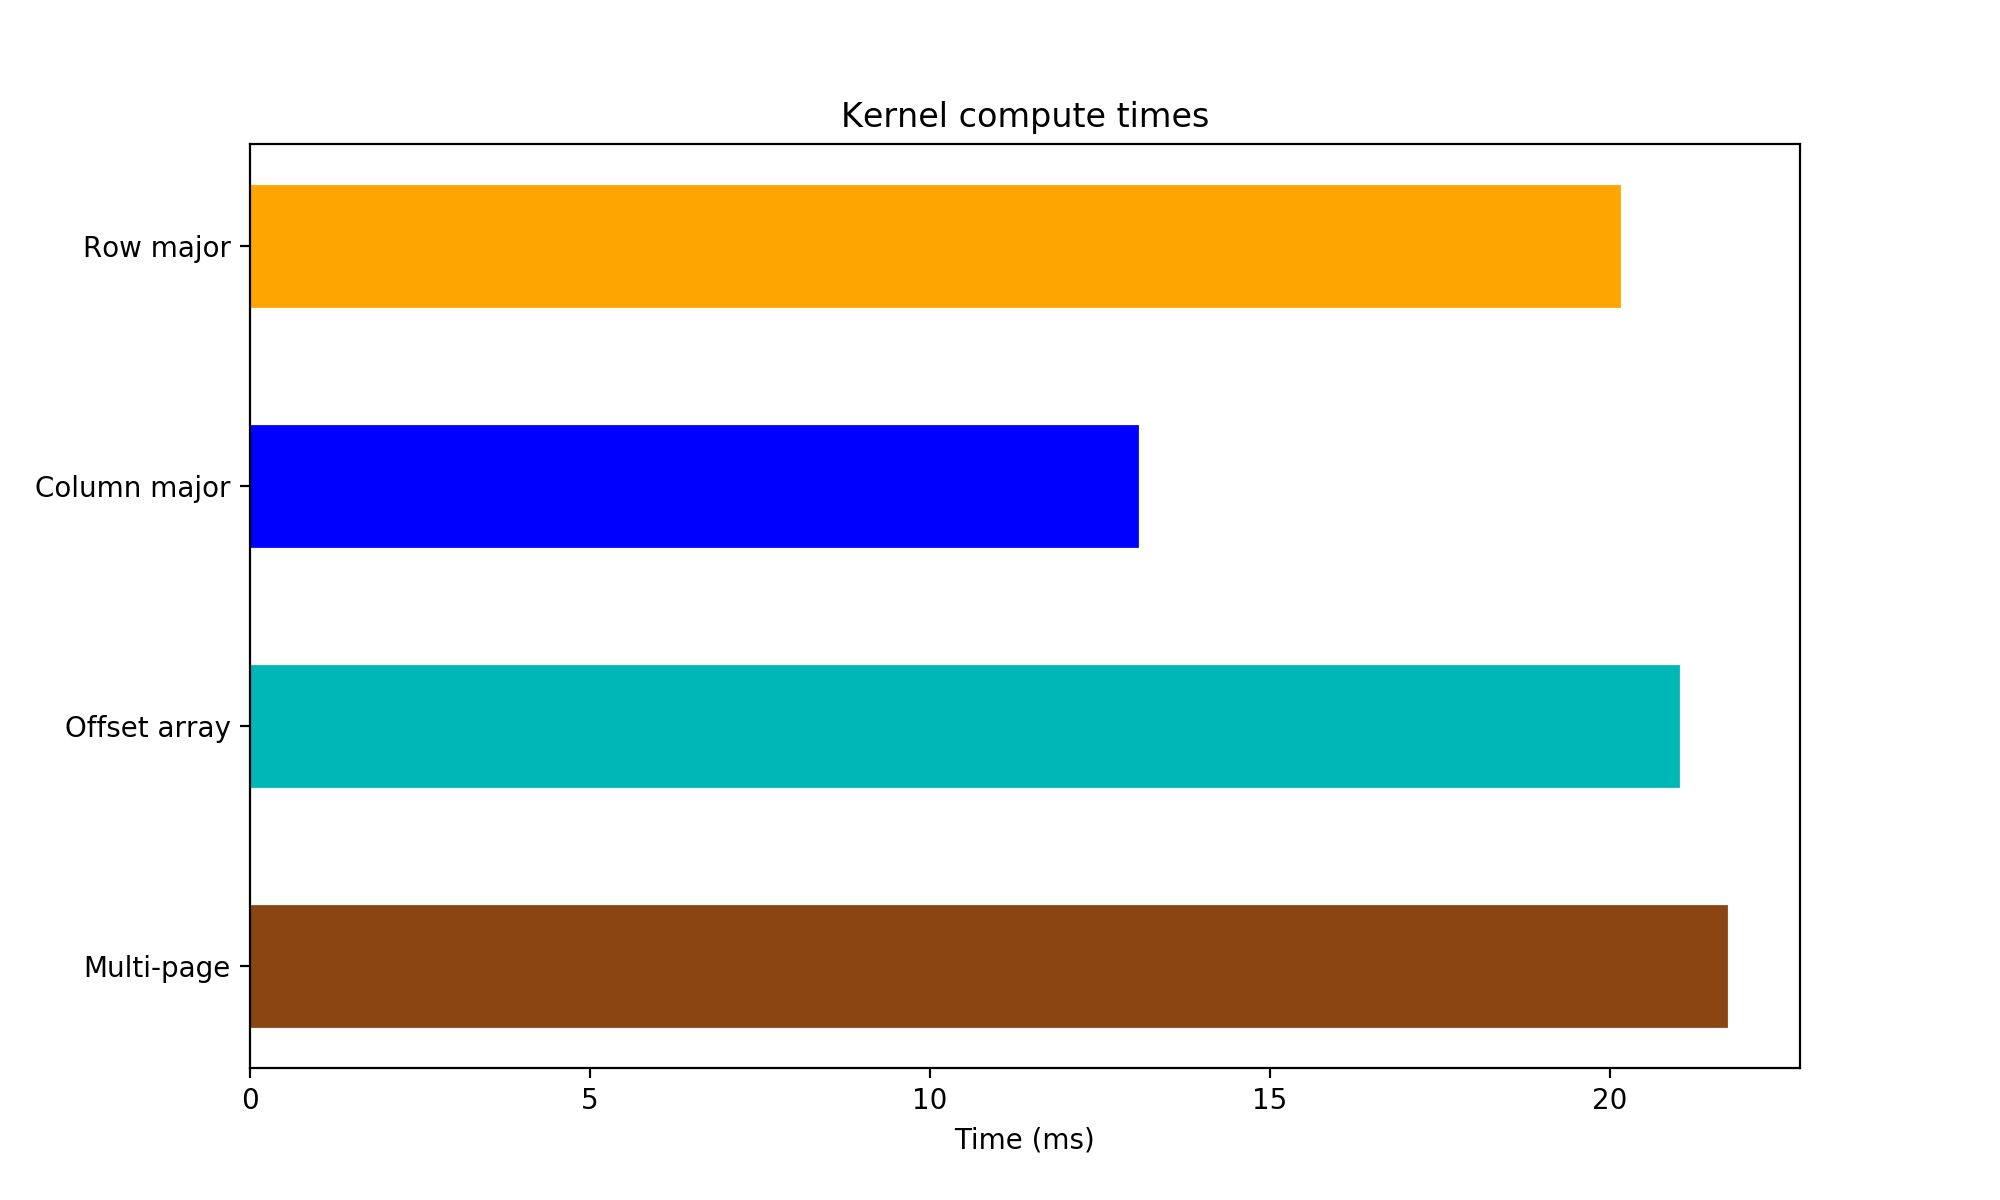 Kernel compute times
Row major
Column major
Offset array
Multi-page
0 5 10 15 20
Time (ms)